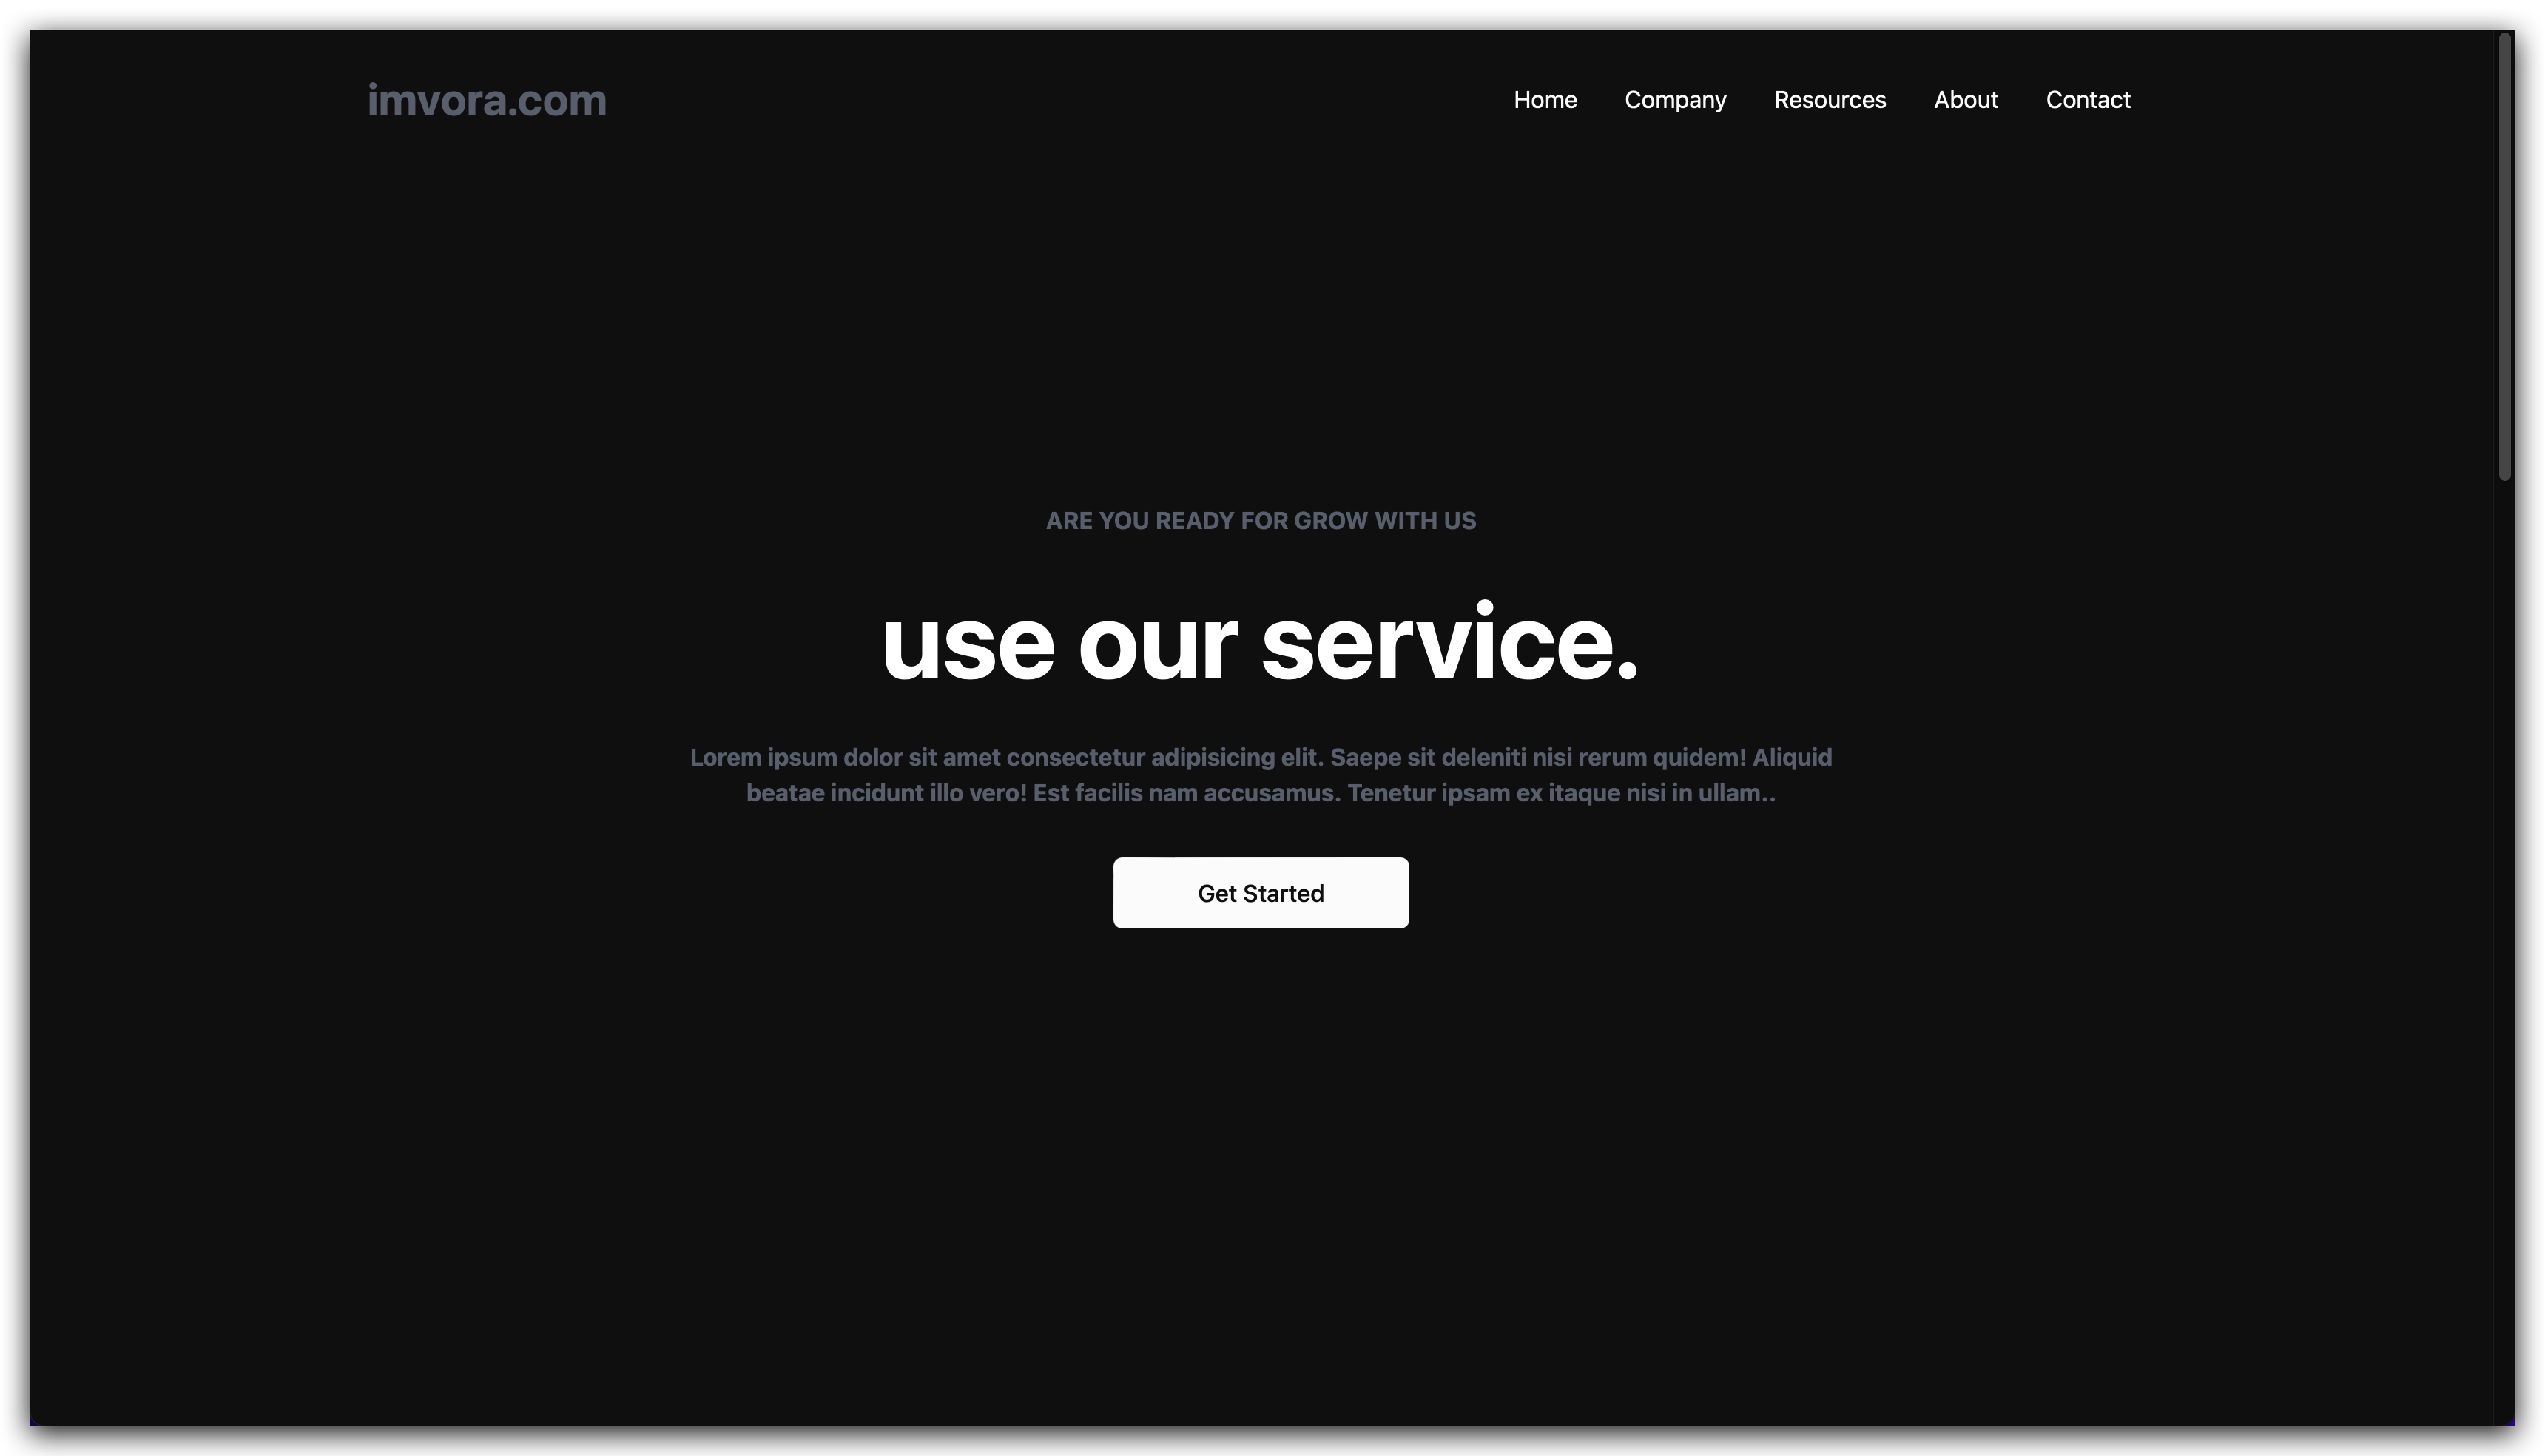 imvora.com
Home Company Resources About Contact
ARE YOU READY FOR GROW WITH US
use our service.
Lorem ipsum dolor sit amet consectetur adipisicing elit. Saepe sit deleniti nisi rerum quidem! Aliquid
beatae incidunt illo vero! Est facilis nam accusamus. Tenetur ipsam ex itaque nisi in ullam..
Get Started